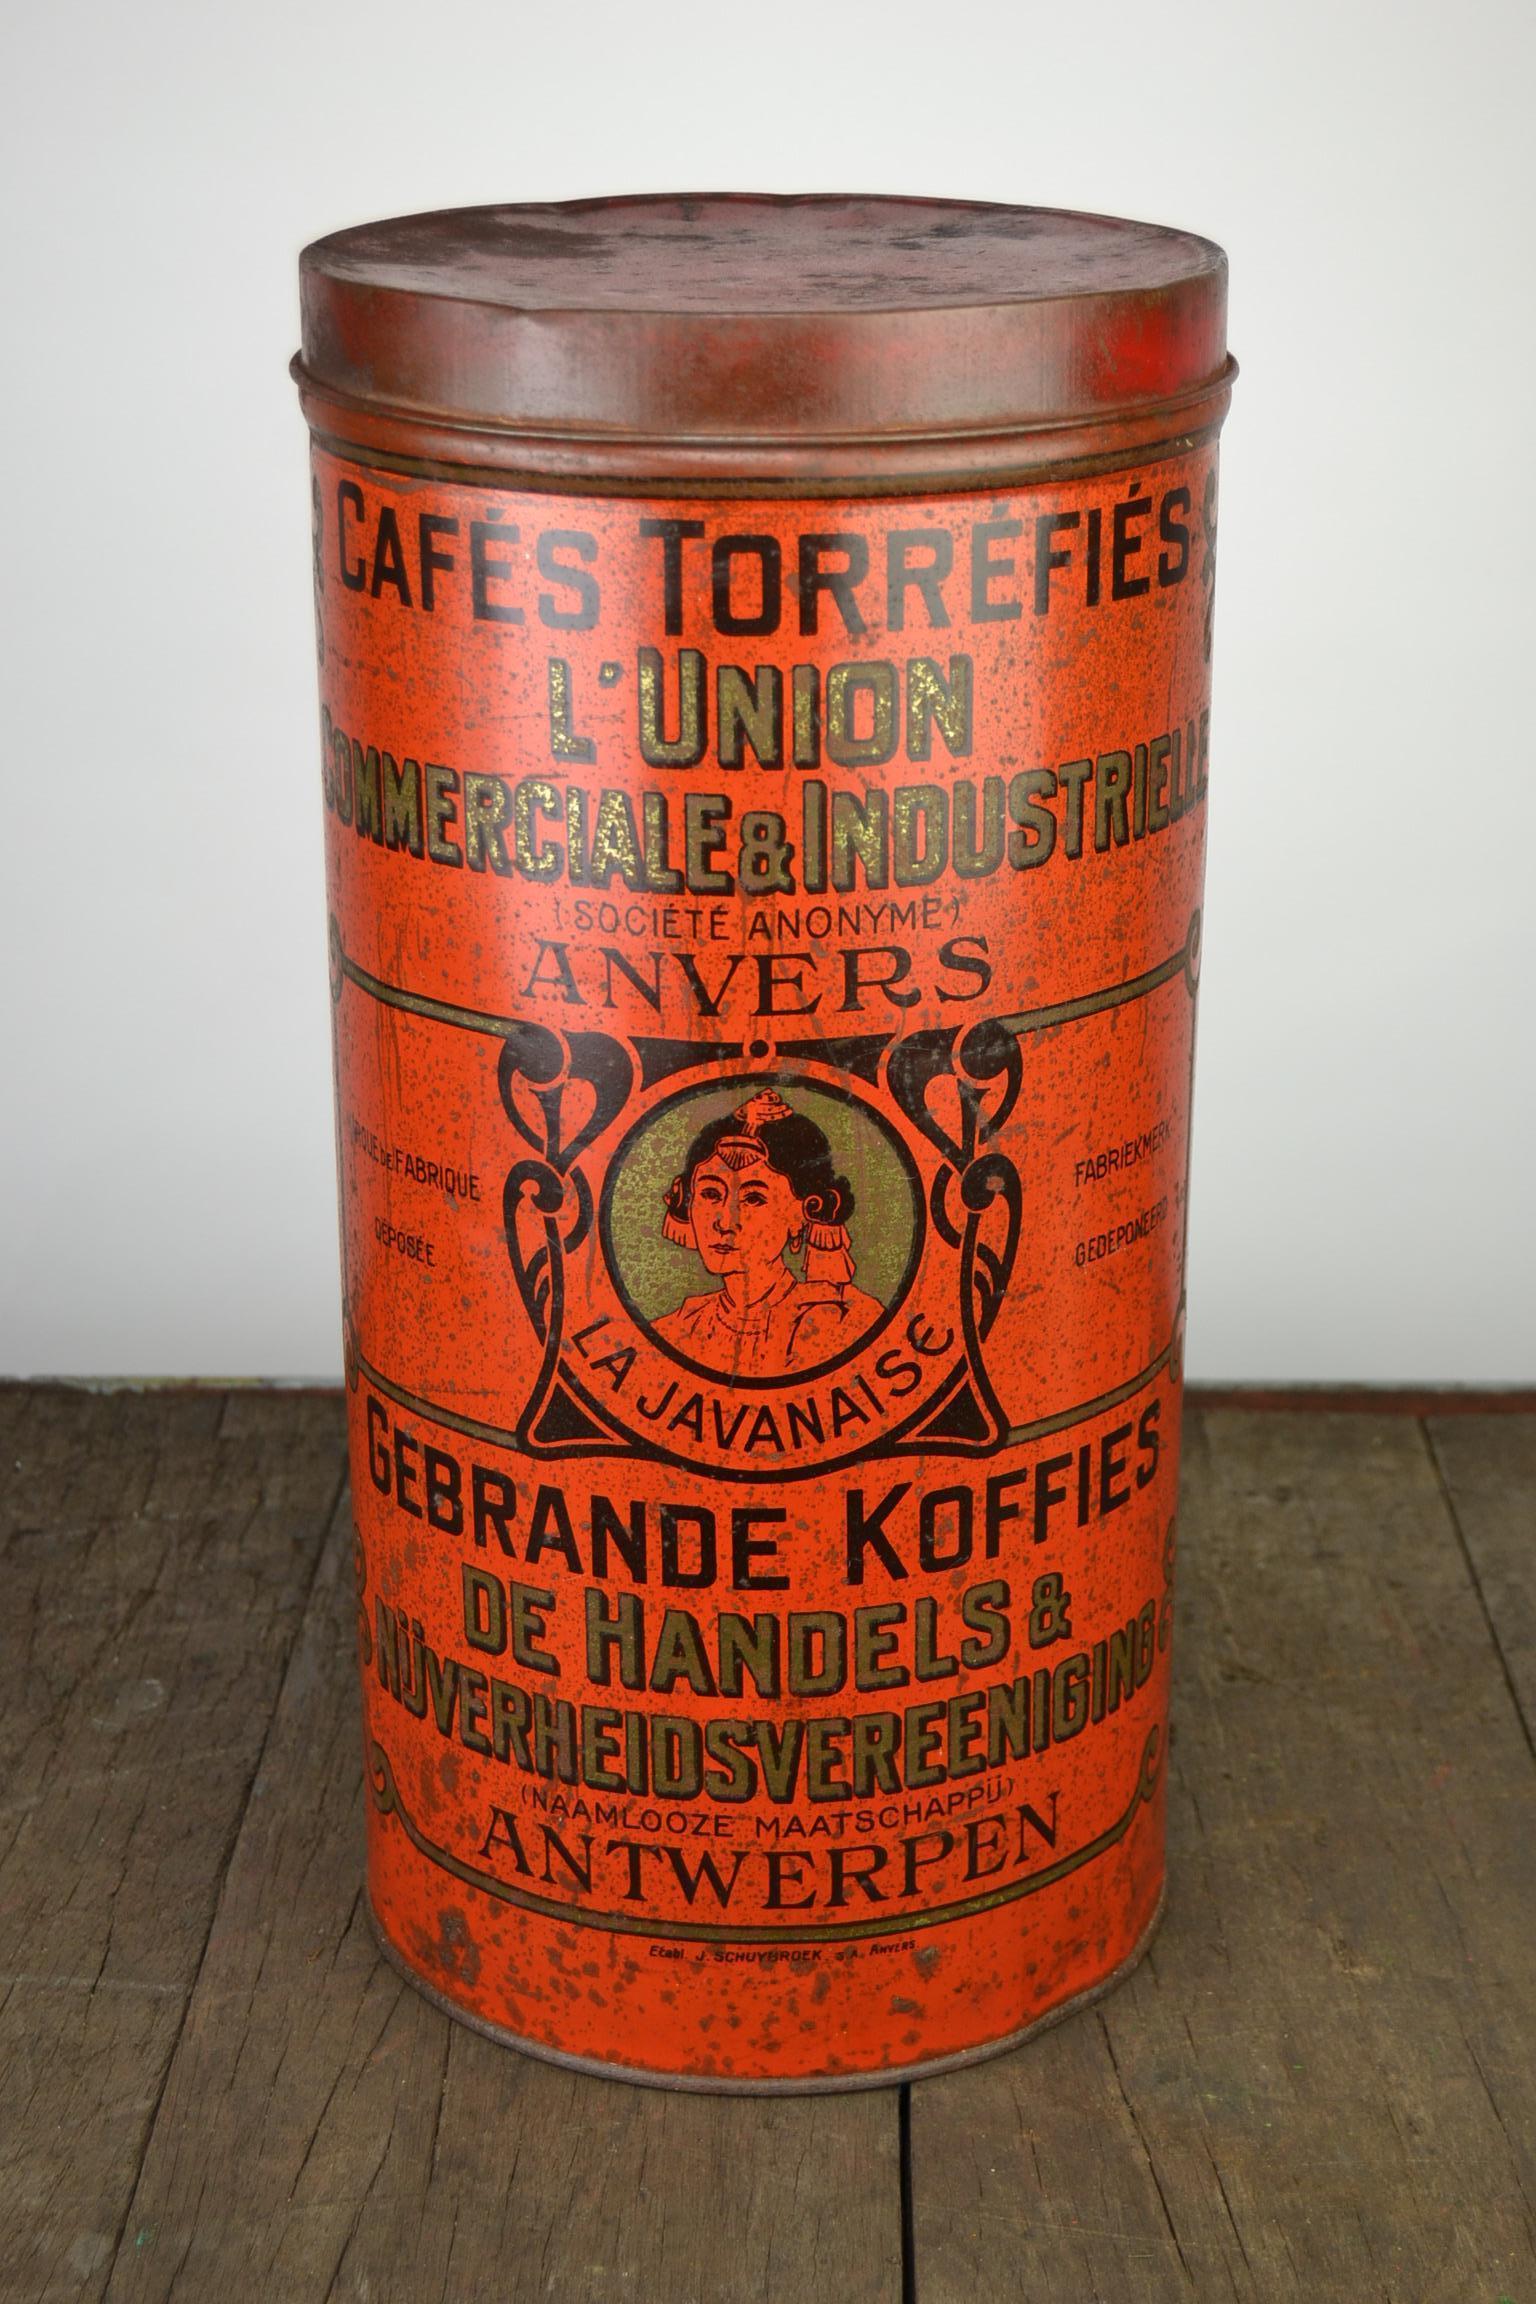 CAFÉS TORRÉFIÉS
L'UNION
COMMERCIALE & INDUSTRIELLE
(SOCIÉTÉ ANONYME)
ANVERS
DE FABRIQUE
DÉPOSÉE
FABRIEKMERK
GEDEPONEERD
LA JAVANAISE
GEBRANDE KOFFIES
DE HANDELS &
NIJVERHEIDSVEREENIGING
(NAAMLOOZE MAATSCHAPPIJ)
ANTWERPEN
Etabl. J. SCHUYBROEK S.A. ANVERS